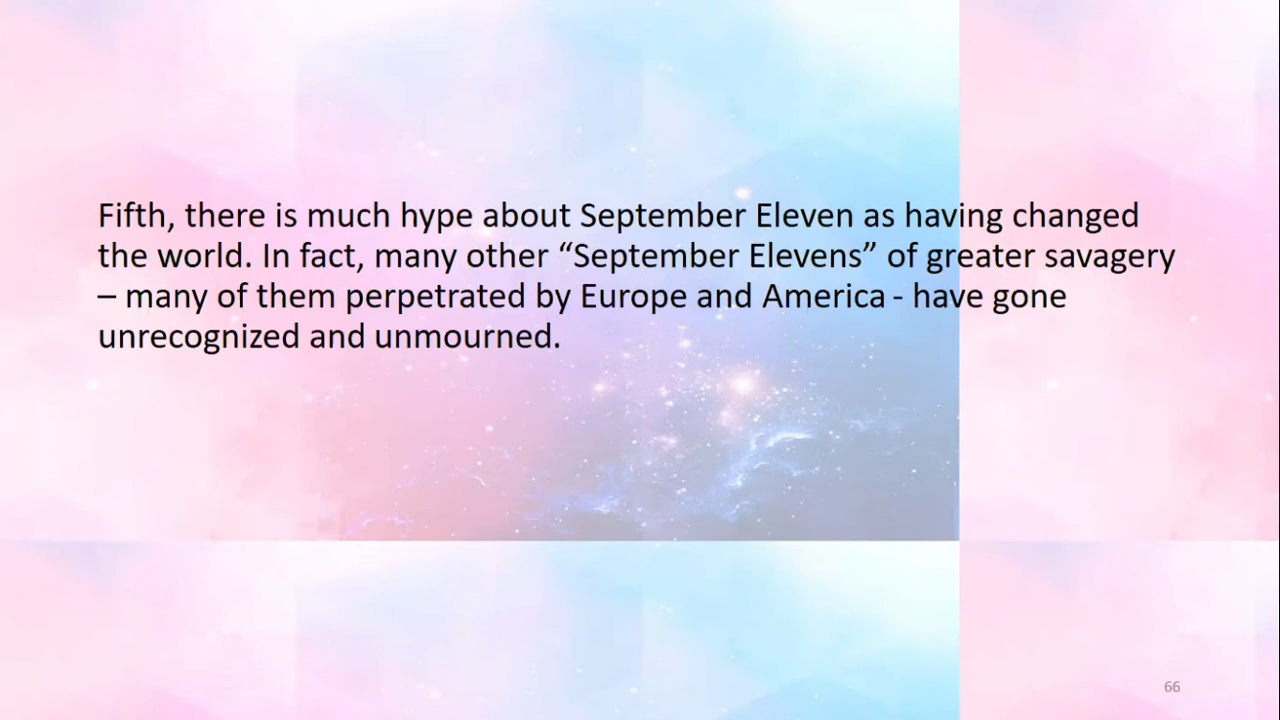 Fifth, there is much hype about September Eleven as having changed
the world. In fact, many other “September Elevens” of greater savagery
– many of them perpetrated by Europe and America - have gone
unrecognized and unmourned.
66